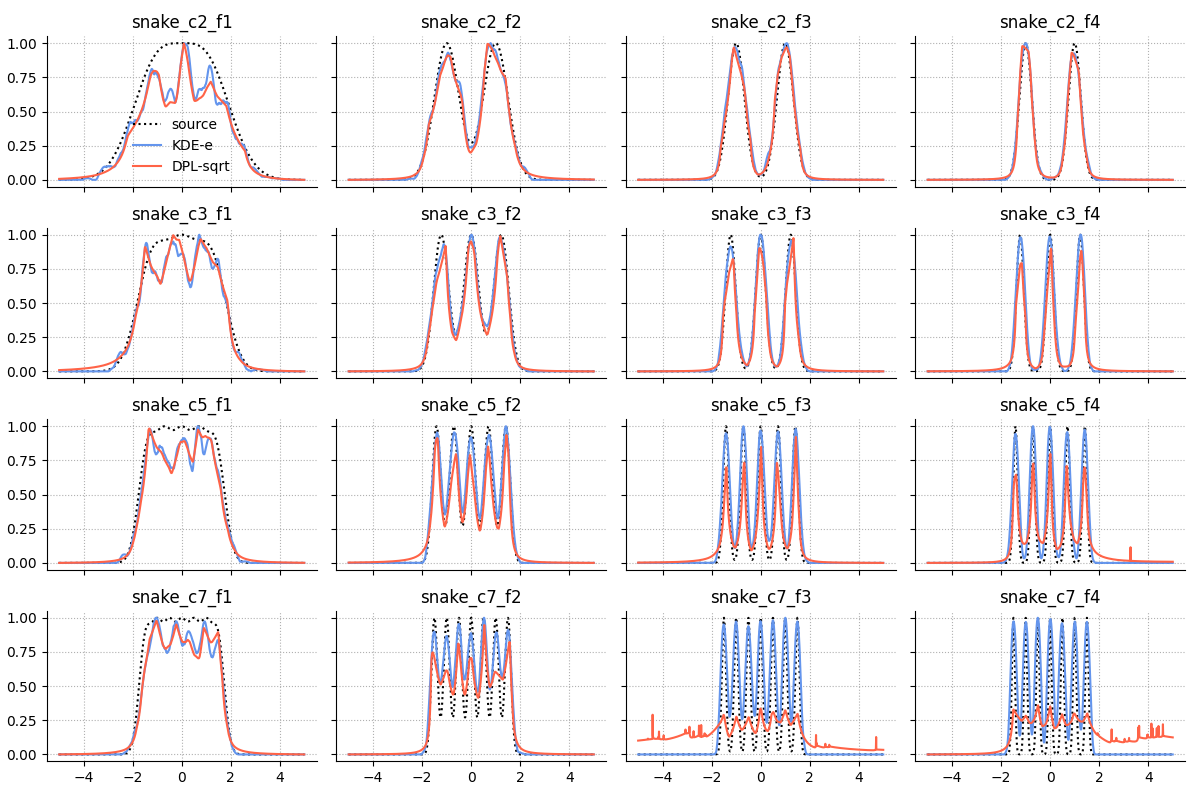 snake_c2_f1 snake_c2_f2 snake_c2_f3 snake_c2_f4
1.00
0.75
0.50
0.25
0.00
source
KDE-e
DPL-sqrt
snake_c3_f1 snake_c3_f2 snake_c3_f3 snake_c3_f4
1.00
0.75
0.50
0.25
0.00
snake_c5_f1 snake_c5_f2 snake_c5_f3 snake_c5_f4
1.00
0.75
0.50
0.25
0.00
snake_c7_f1 snake_c7_f2 snake_c7_f3 snake_c7_f4
1.00
0.75
0.50
0.25
0.00
−4 −2 0 2 4 −4 −2 0 2 4 −4 −2 0 2 4 −4 −2 0 2 4